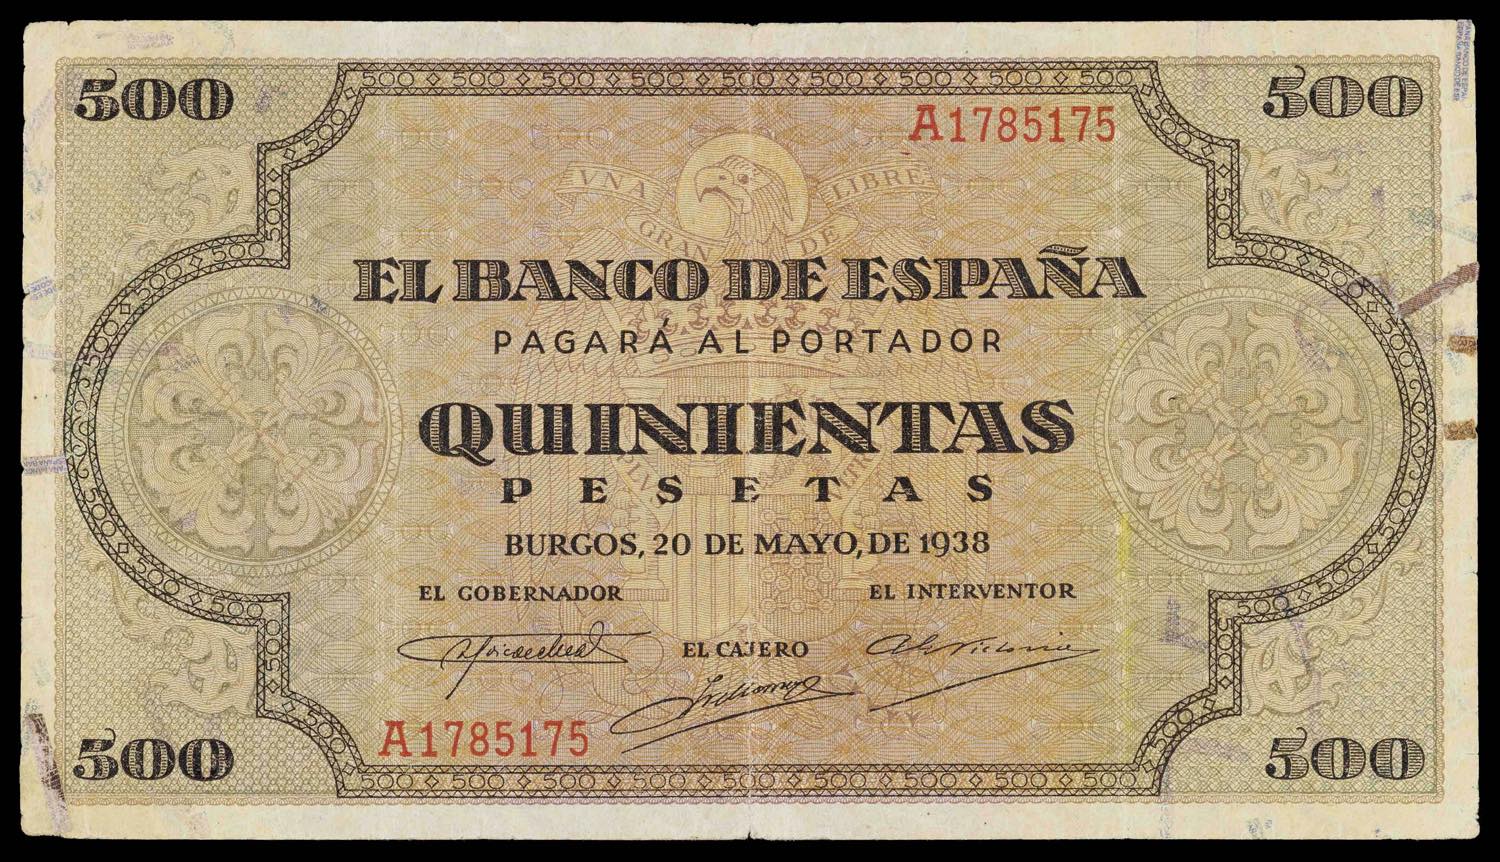 500
500
A1785175
VNA GRANDE LIBRE
EL BANCO DE ESPAÑA
PAGARÁ AL PORTADOR
QUINIENTAS
PESETAS
BURGOS, 20 DE MAYO, DE 1938
EL GOBERNADOR
EL INTERVENTOR
EL CAJERO
A1785175
500
500